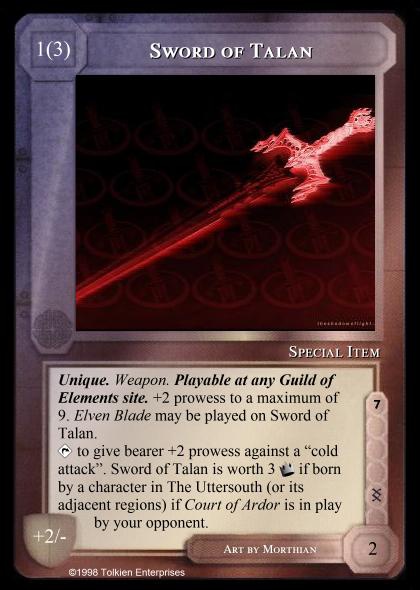 1(3)
Sword of Talan
theshadowoflight.
Special Item
Unique. Weapon. Playable at any Guild of
Elements site. +2 prowess to a maximum of
9. Elven Blade may be played on Sword of
Talan.
to give bearer +2 prowess against a “cold
attack”. Sword of Talan is worth 3 if born
by a character in The Uttersouth (or its
adjacent regions) if Court of Ardor is in play
by your opponent.
7
+2/-
Art by Morthian
2
©1998 Tolkien Enterprises